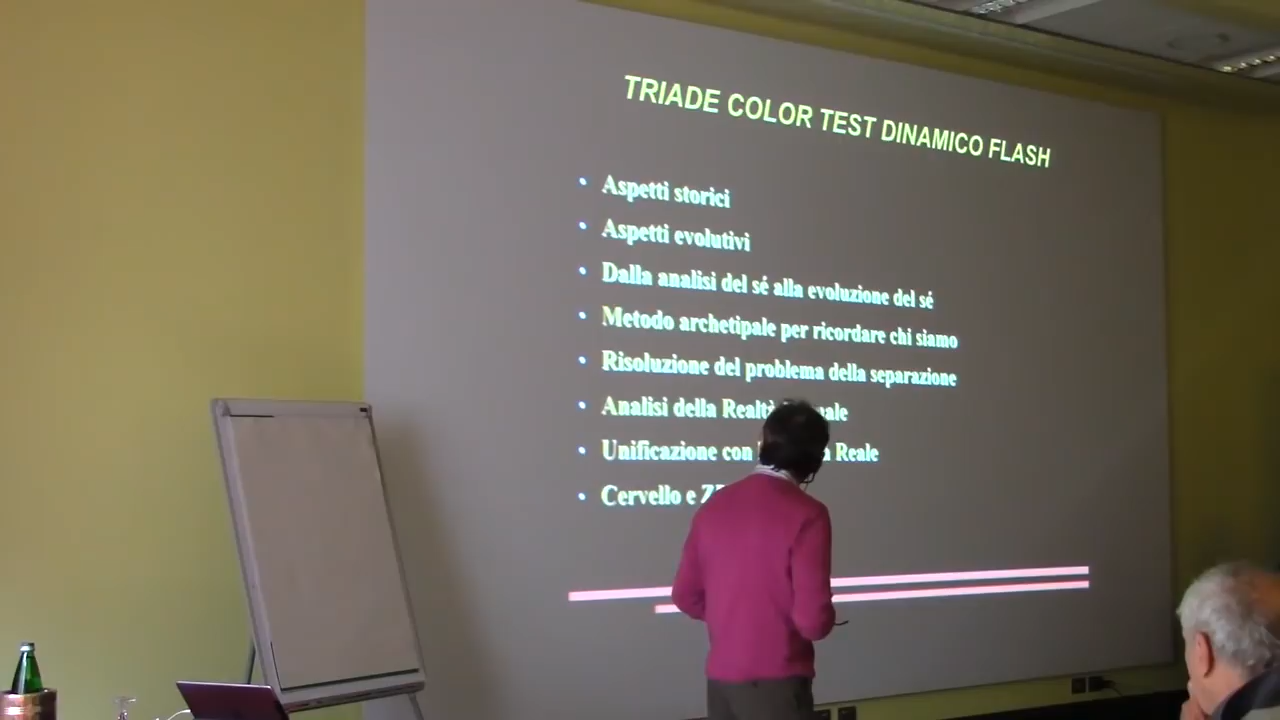 TRIADE COLOR TEST DINAMICO FLASH
• Aspetti storici
• Aspetti evolutivi
• Dalla analisi del sé alla evoluzione del sé
• Metodo archetipale per ricordare chi siamo
• Risoluzione del problema della separazione
• Analisi della Realtà
• Unificazione con Reale
• Cervello e